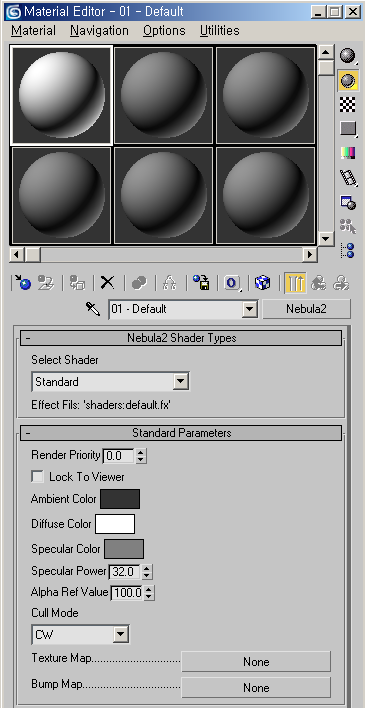 Material Editor - 01 - Default
Material Navigation Options Utilities
01 - Default Nebula2
- Nebula2 Shader Types
Select Shader
Standard
Effect Fils: 'shaders:default.fx'
- Standard Parameters
Render Priority 0.0
Lock To Viewer
Ambient Color
Diffuse Color
Specular Color
Specular Power 32.0
Alpha Ref Value 100.0
Cull Mode
CW
Texture Map.............................. None
Bump Map................................ None